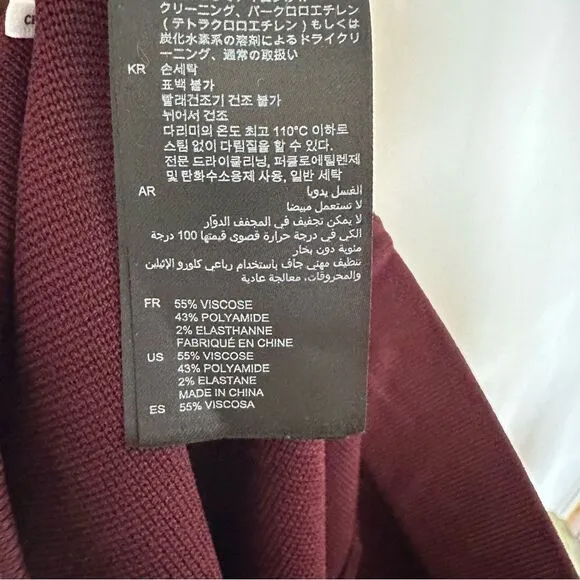 クリーニング、パークロロエチレン
(テトラクロロエチレン)もしくは
炭化水素系の溶剤によるドライクリ
ーニング、通常の取扱い
KR 손세탁
표백 불가
빨래건조기 건조 불가
뉘어서 건조
다리미의 온도 최고 110°C 이하로
스팀 없이 다림질을 할 수 있다.
전문 드라이클리닝, 퍼클로에틸렌제
및 탄화수소용제 사용, 일반 세탁
AR الغسل يدويا
لا تستعمل مبيضا
لا يمكن تجفيف في المجفف الدوّار
الكي في درجة حرارة قصوى قيمتها 100 درجة
مئوية دون بخار
تنظيف مهني جاف باستخدام رباعي كلورو الإثيلين
والمحروقات، معالجة عادية
FR 55% VISCOSE
43% POLYAMIDE
2% ELASTHANNE
FABRIQUÉ EN CHINE
US 55% VISCOSE
43% POLYAMIDE
2% ELASTANE
MADE IN CHINA
ES 55% VISCOSA